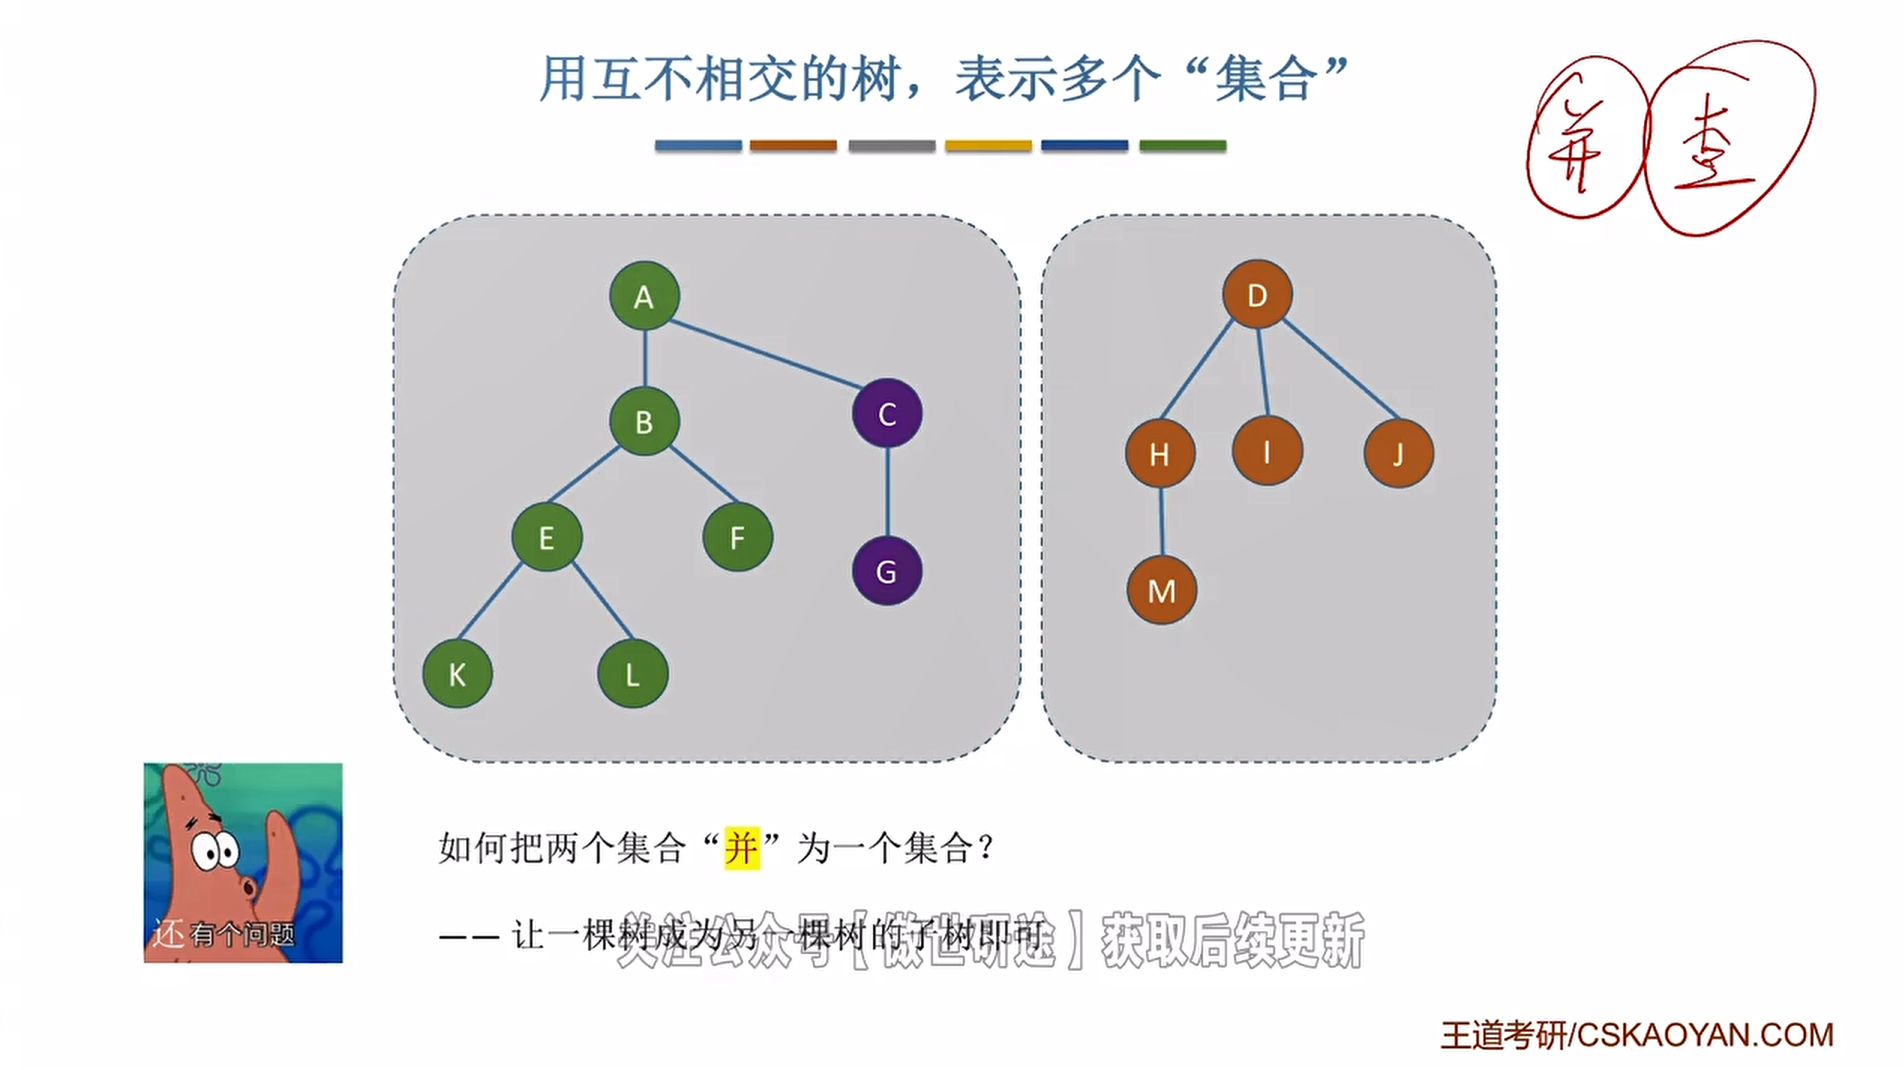 用互不相交的树，表示多个“集合”
并 查
A
D
B
C
H
I
J
E
F
G
M
K
L
还有个问题
如何把两个集合“并”为一个集合？
—— 让一棵树成为另一棵树的子树即可
关注公众号【傲世研途】获取后续更新
王道考研/CSKAOYAN.COM